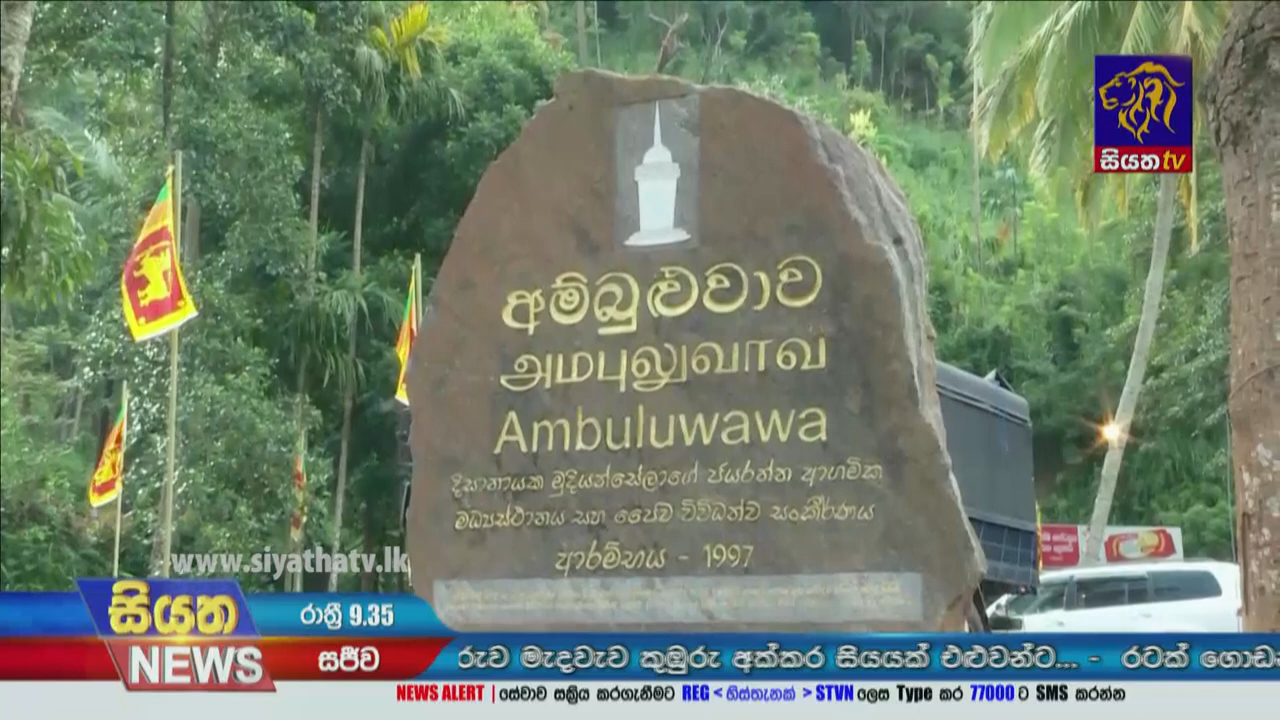 සියත tv
අම්බුළුවාව
அமபுலுவாவ
Ambuluwawa
දිසානායක මුදියන්සේලාගේ ජයරත්න ආගමික
මධ්‍යස්ථානය සහ ජෛව විවිධත්ව සංකීර්ණය
ආරම්භය - 1997
www.siyathatv.lk
සියත
NEWS
රාත්‍රී 9.35
සජීව
රුව මැදවැව කුඹුරු අක්කර සියයක් එළුවන්ට... - රටක් ගොඩ
NEWS ALERT | සේවාව සක්‍රිය කරගැනීමට REG < හිස්තැනක් > STVN ලෙස Type කර 77000 ට SMS කරන්න